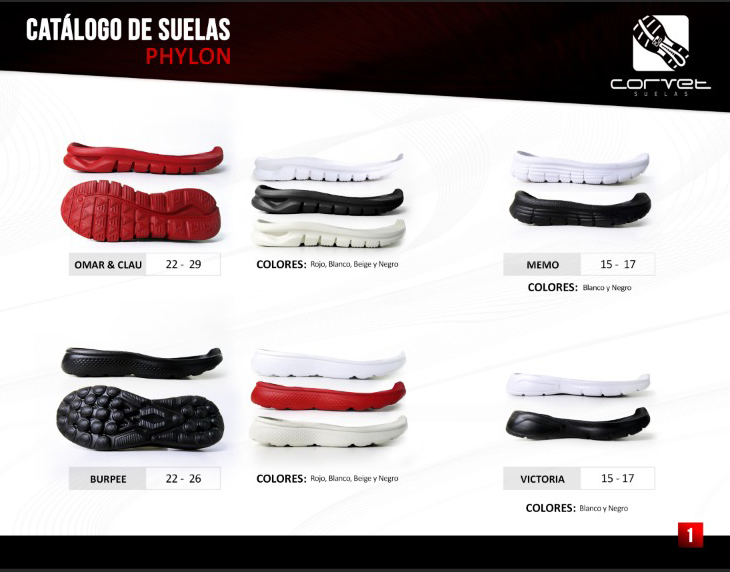 CATÁLOGO DE SUELAS
PHYLON
corvet
SUELAS
OMAR & CLAU 22 - 29
COLORES: Rojo, Blanco, Beige y Negro
MEMO 15 - 17
COLORES: Blanco y Negro
BURPEE 22 - 26
COLORES: Rojo, Blanco, Beige y Negro
VICTORIA 15 - 17
COLORES: Blanco y Negro
1